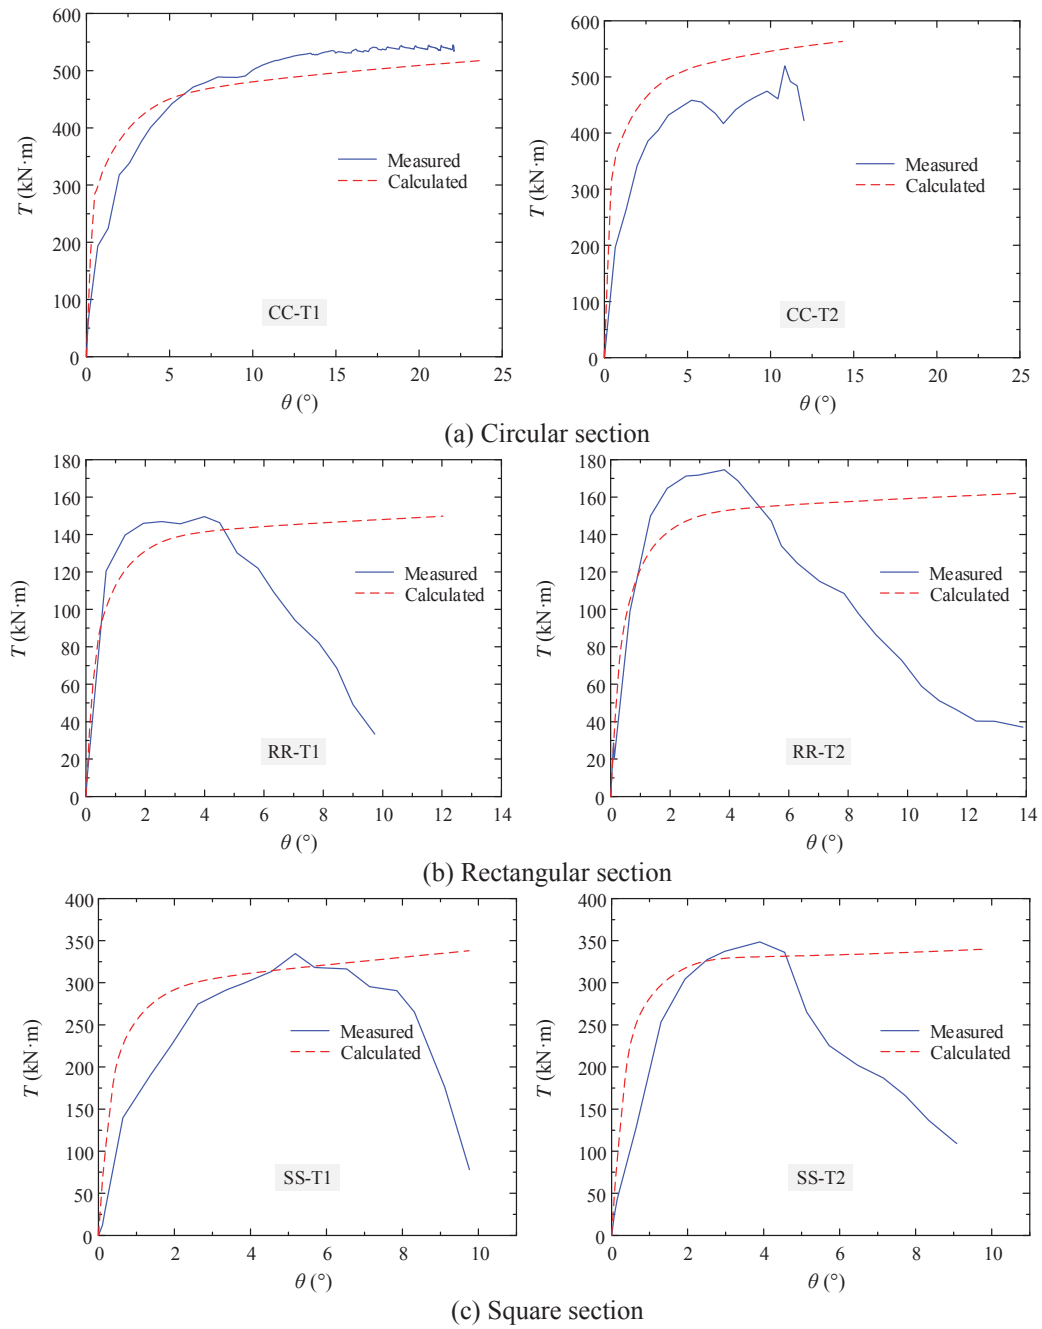 600
500
400
300
200
100
0
T (kN·m)
Measured
Calculated
CC-T1
0 5 10 15 20 25
θ (°)
600
500
400
300
200
100
0
T (kN·m)
Measured
Calculated
CC-T2
0 5 10 15 20 25
θ (°)
(a) Circular section
180
160
140
120
100
80
60
40
20
0
T (kN·m)
Measured
Calculated
RR-T1
0 2 4 6 8 10 12 14
θ (°)
180
160
140
120
100
80
60
40
20
0
T (kN·m)
Measured
Calculated
RR-T2
0 2 4 6 8 10 12 14
θ (°)
(b) Rectangular section
400
350
300
250
200
150
100
50
0
T (kN·m)
Measured
Calculated
SS-T1
0 2 4 6 8 10
θ (°)
400
350
300
250
200
150
100
50
0
T (kN·m)
Measured
Calculated
SS-T2
0 2 4 6 8 10
θ (°)
(c) Square section